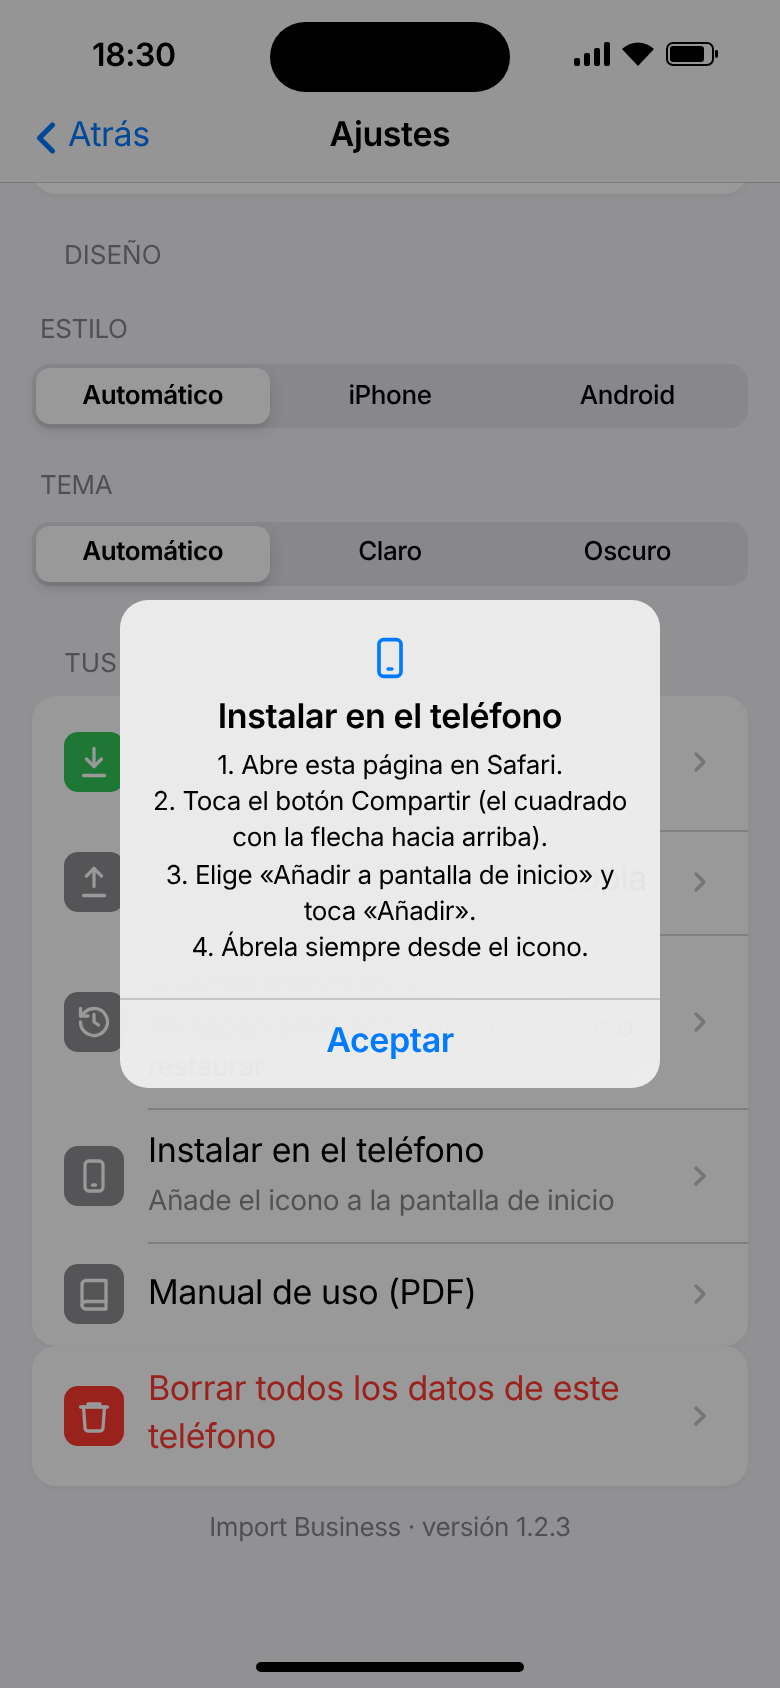 18:30
Atrás
Ajustes
DISEÑO
ESTILO
Automático
iPhone
Android
TEMA
Automático
Claro
Oscuro
TUS
Instalar en el teléfono
1. Abre esta página en Safari.
2. Toca el botón Compartir (el cuadrado
con la flecha hacia arriba).
3. Elige «Añadir a pantalla de inicio» y
toca «Añadir».
4. Ábrela siempre desde el icono.
restaurar
Aceptar
Instalar en el teléfono
Añade el icono a la pantalla de inicio
Manual de uso (PDF)
Borrar todos los datos de este
teléfono
Import Business · versión 1.2.3